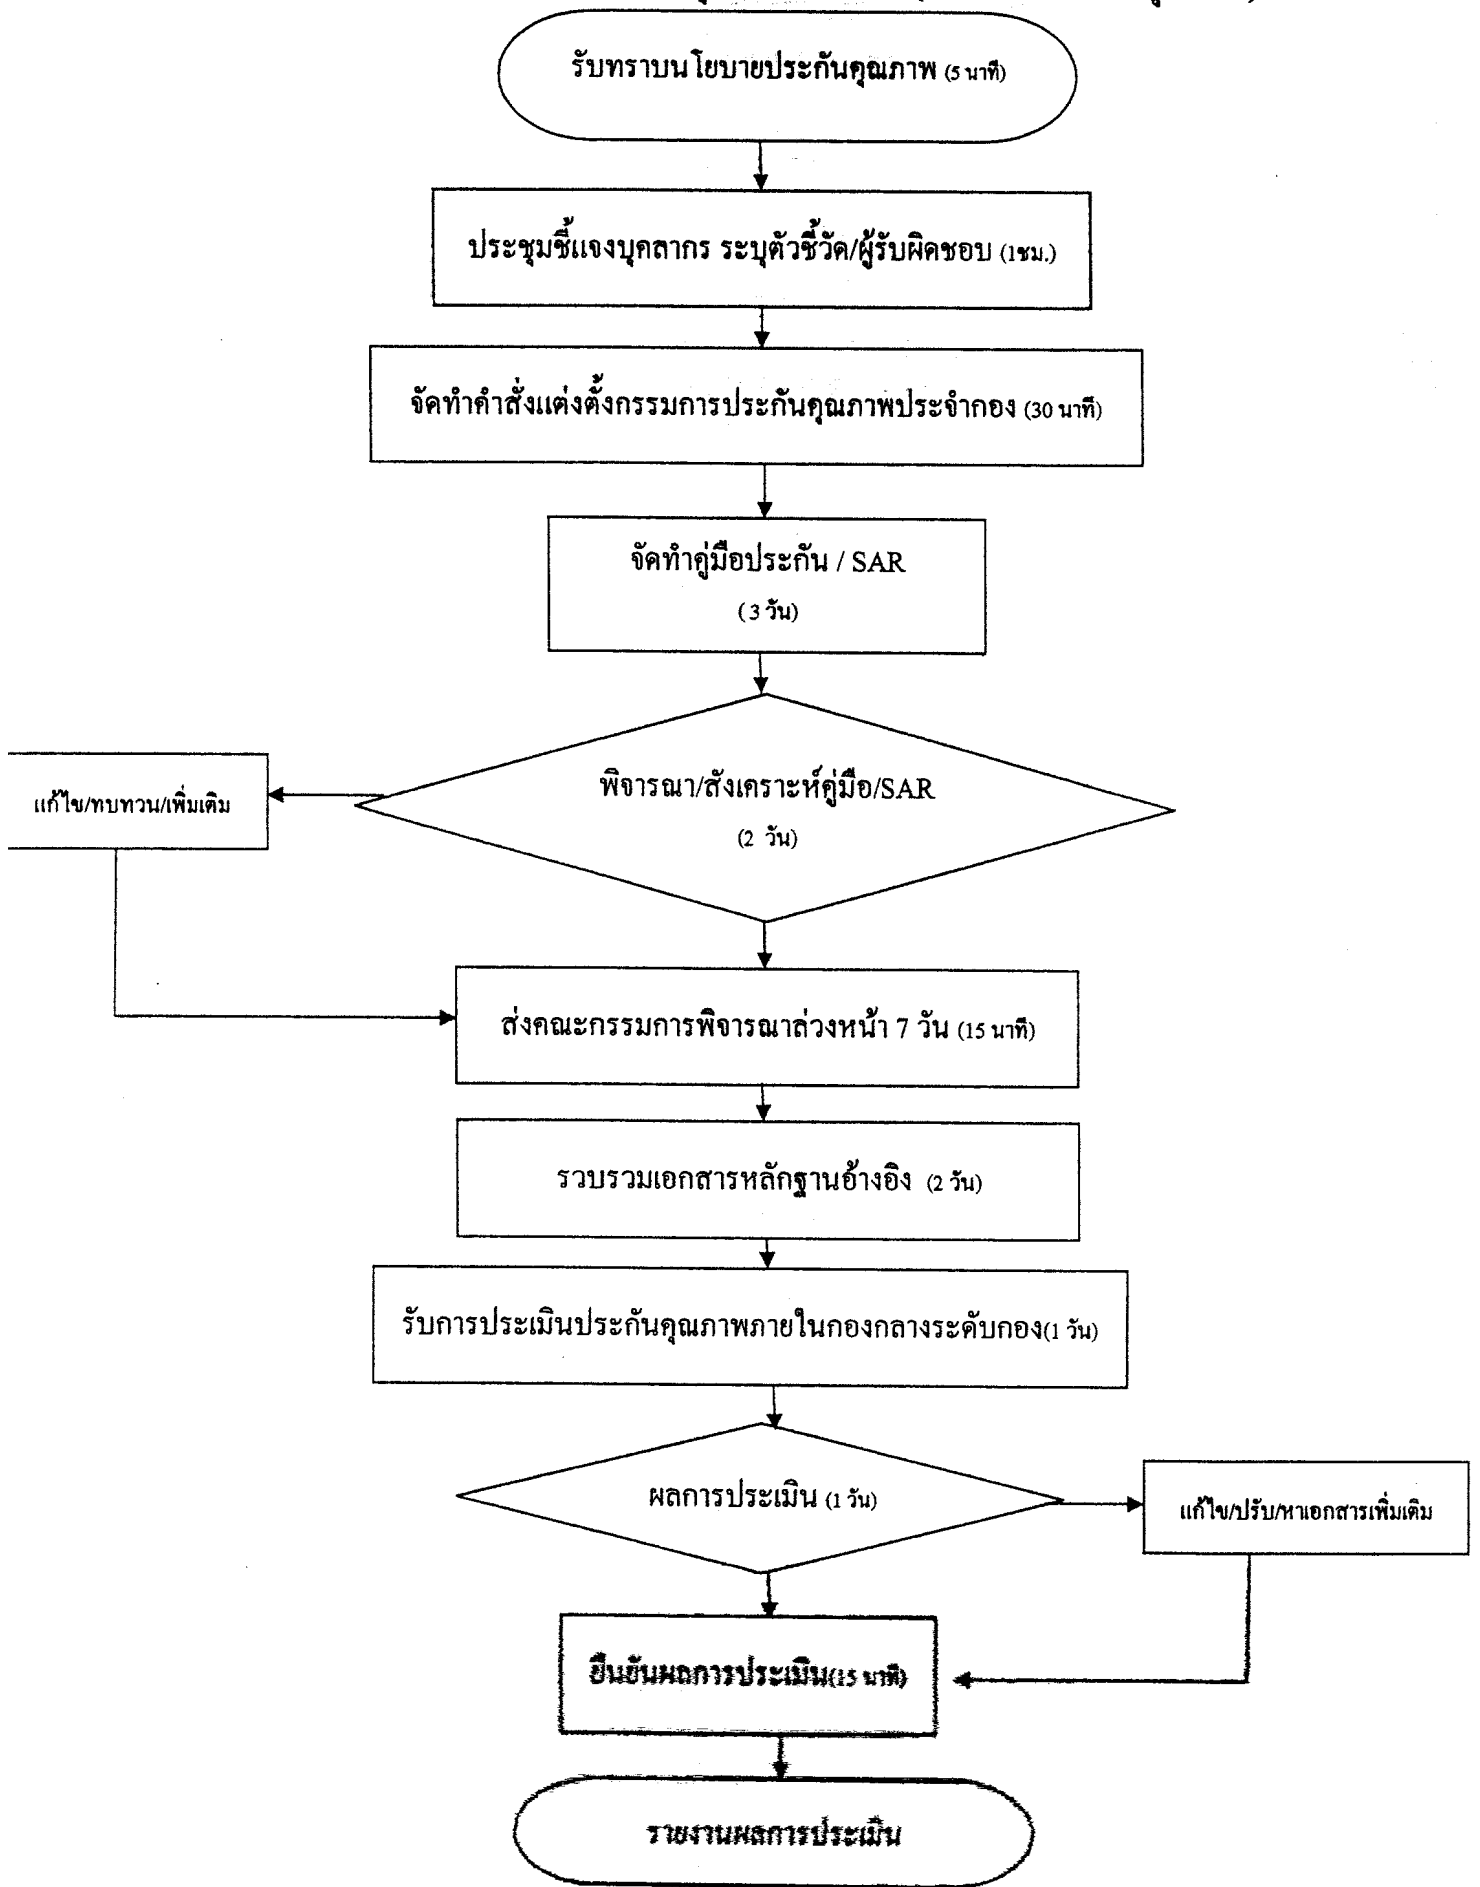 รับทราบนโยบายประกันคุณภาพ (5 นาที)
ประชุมชี้แจงบุคลากร ระบุตัวชี้วัด/ผู้รับผิดชอบ (1ชม.)
จัดทำคำสั่งแต่งตั้งกรรมการประกันคุณภาพประจำกอง (30 นาที)
จัดทำคู่มือประกัน / SAR
(3 วัน)
พิจารณา/สังเคราะห์คู่มือ/SAR
(2 วัน)
แก้ไข/ทบทวน/เพิ่มเติม
ส่งคณะกรรมการพิจารณาล่วงหน้า 7 วัน (15 นาที)
รวบรวมเอกสารหลักฐานอ้างอิง (2 วัน)
รับการประเมินประกันคุณภาพภายในกองกลางระดับกอง(1 วัน)
ผลการประเมิน (1 วัน)
แก้ไข/ปรับ/หาเอกสารเพิ่มเติม
ยืนยันผลการประเมิน(15 นาที)
รายงานผลการประเมิน